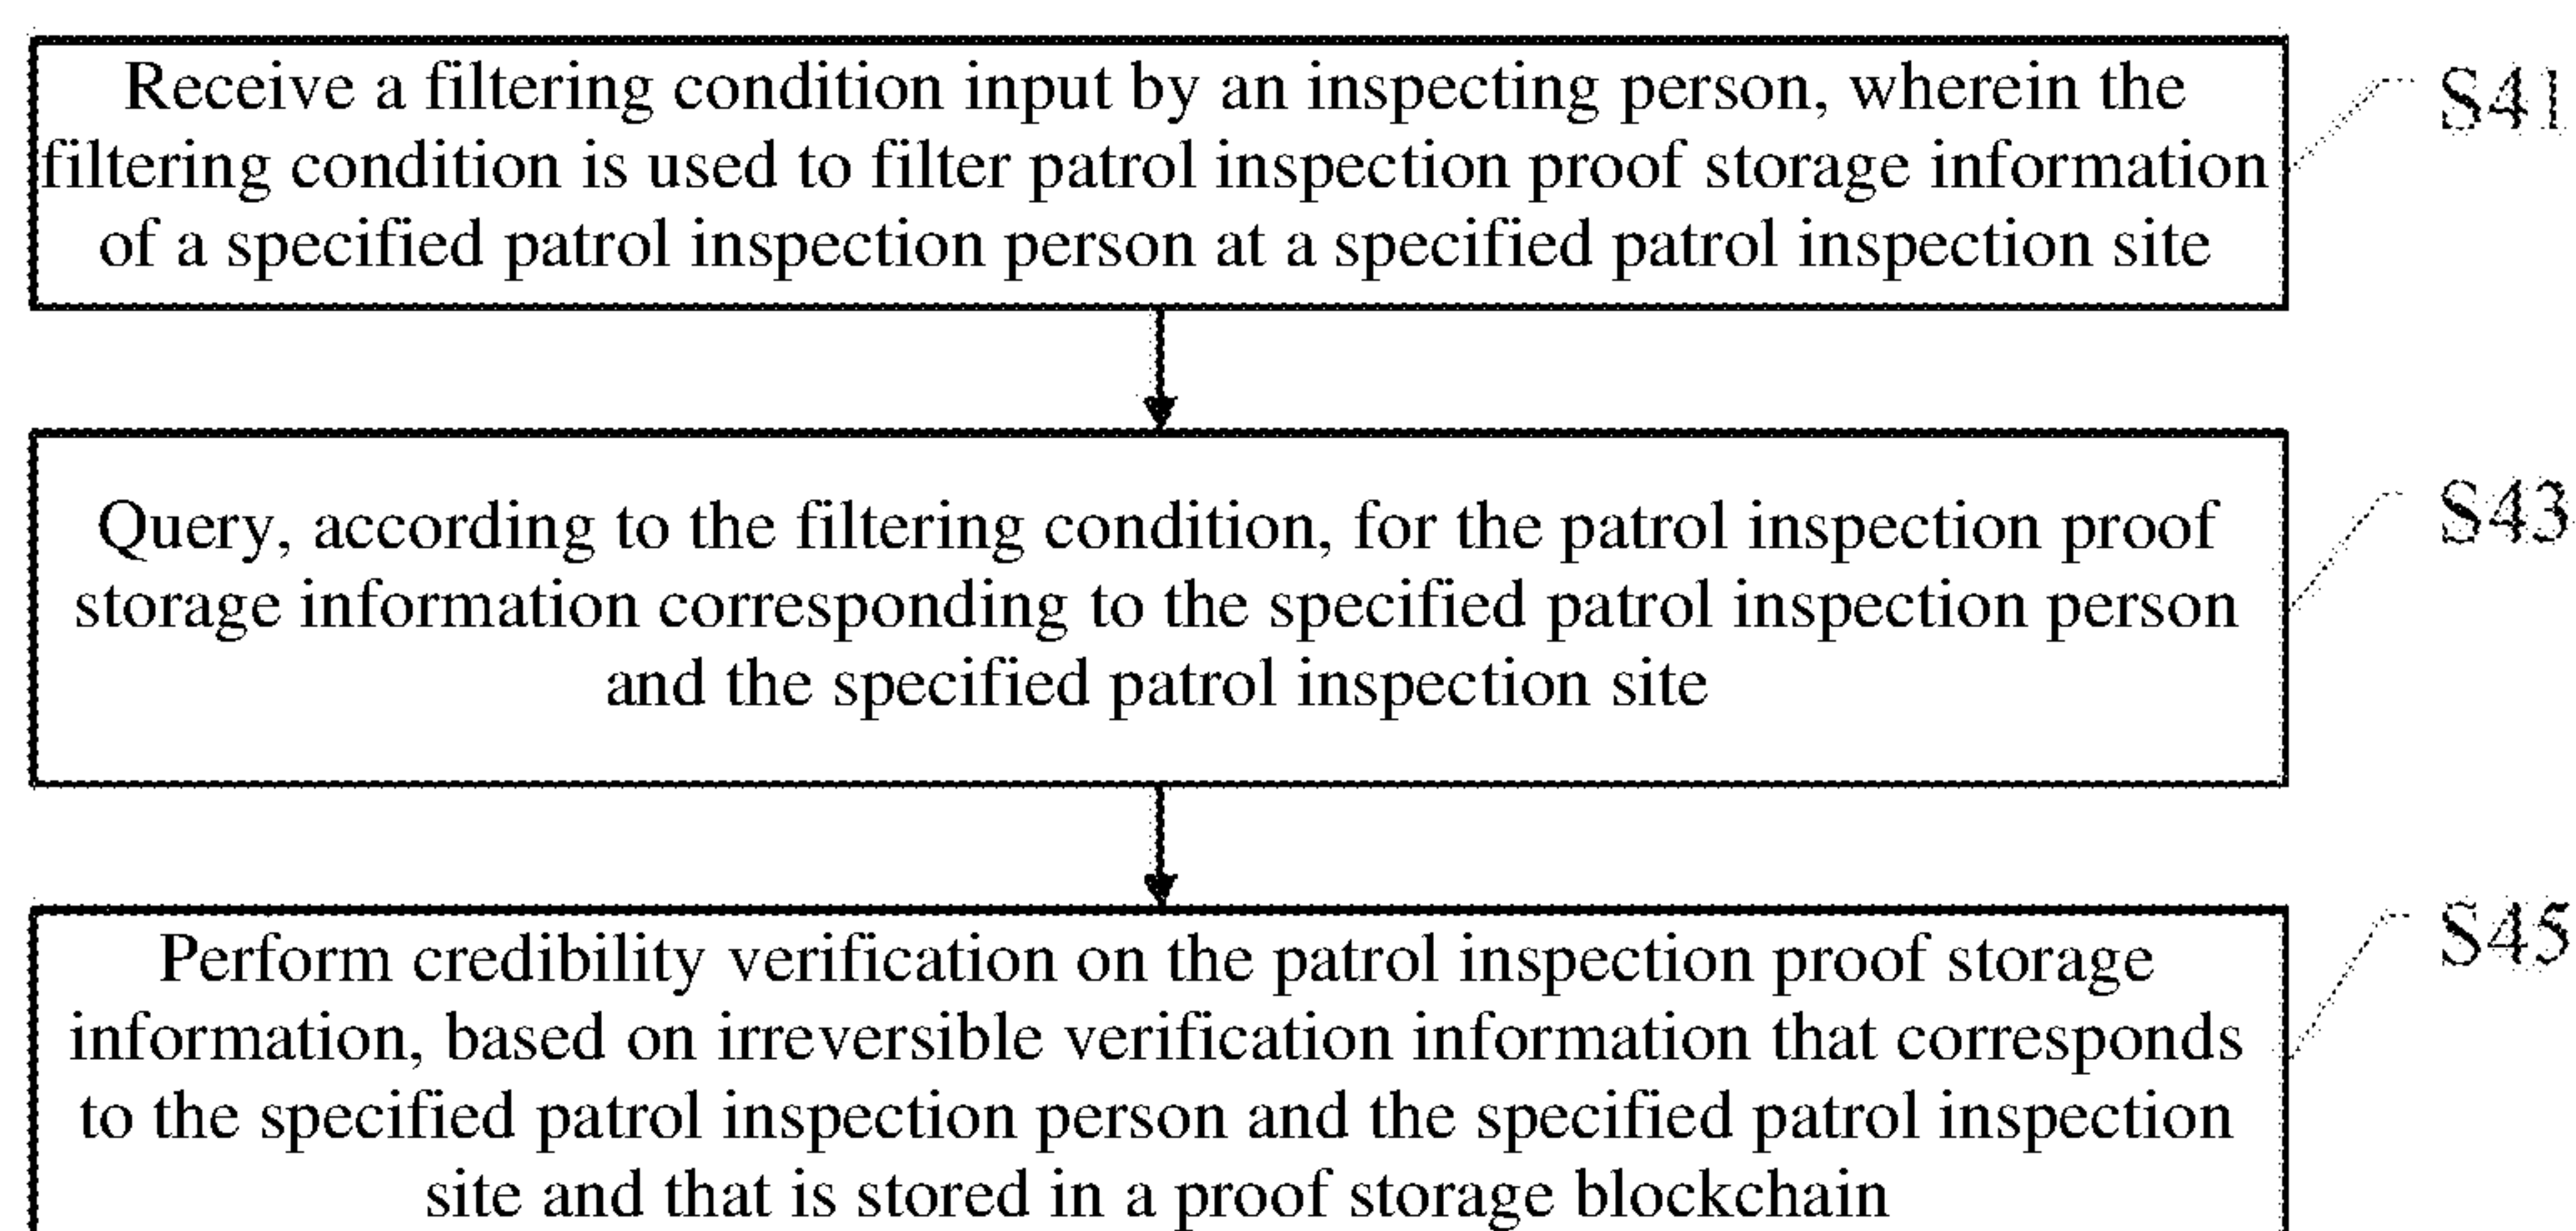 Receive a filtering condition input by an inspecting person, wherein the
filtering condition is used to filter patrol inspection proof storage information
of a specified patrol inspection person at a specified patrol inspection site
S41
Query, according to the filtering condition, for the patrol inspection proof
storage information corresponding to the specified patrol inspection person
and the specified patrol inspection site
S43
Perform credibility verification on the patrol inspection proof storage
information, based on irreversible verification information that corresponds
to the specified patrol inspection person and the specified patrol inspection
site and that is stored in a proof storage blockchain
S45